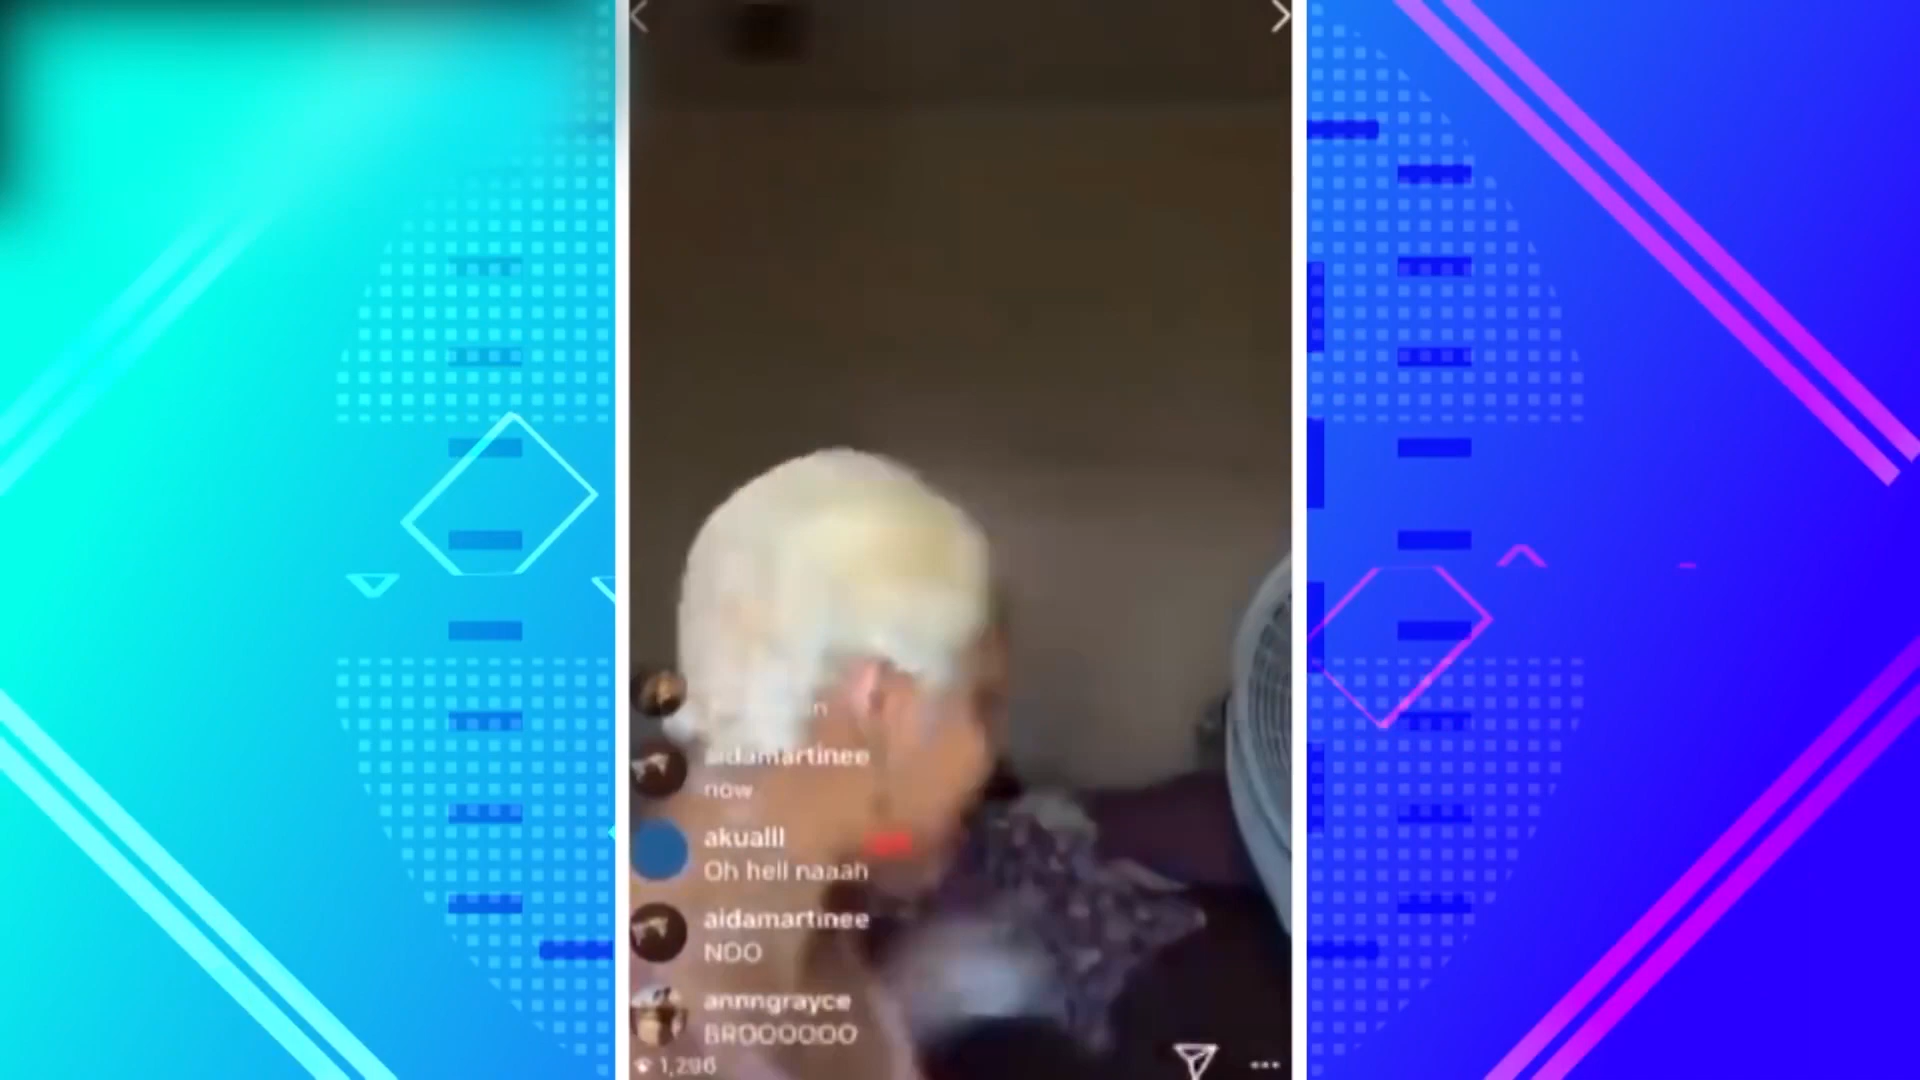 aidamartinee
now
akualll
Oh hell naaah
aidamartinee
NOO
annngrayce
BROOOOOO
1,296